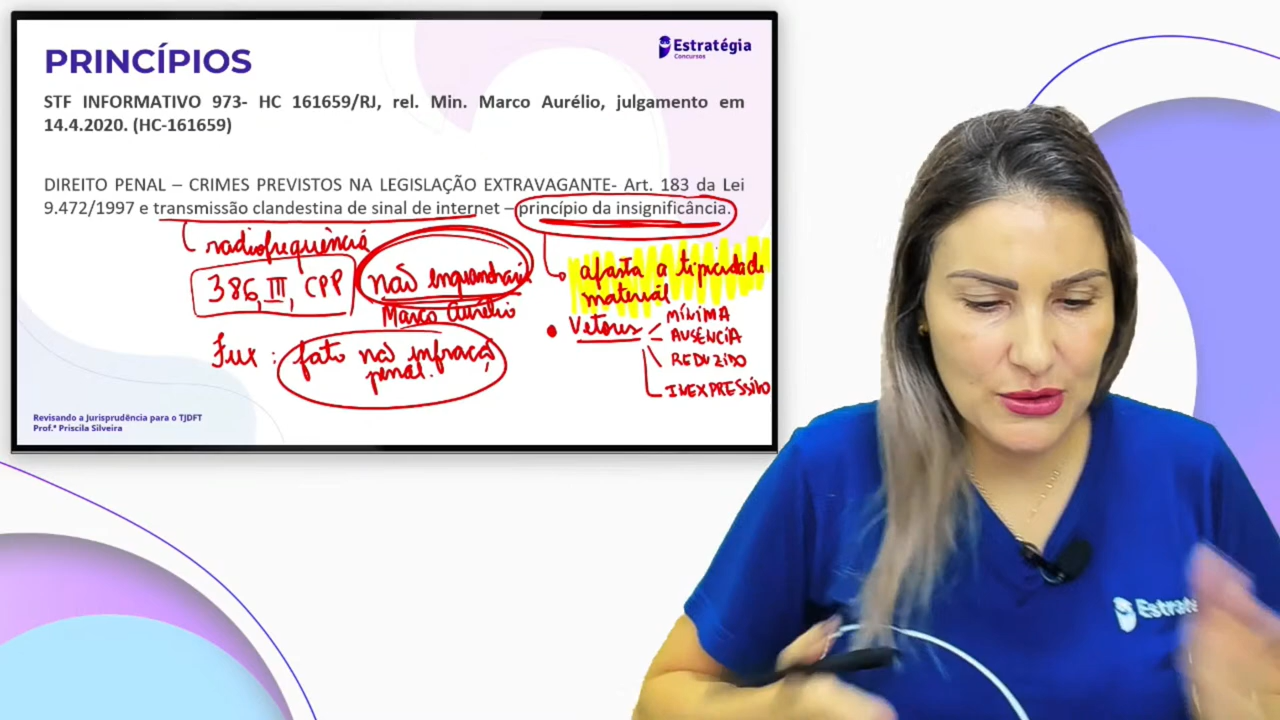 PRINCÍPIOS
Estratégia
Concursos
STF INFORMATIVO 973- HC 161659/RJ, rel. Min. Marco Aurélio, julgamento em
14.4.2020. (HC-161659)
DIREITO PENAL – CRIMES PREVISTOS NA LEGISLAÇÃO EXTRAVAGANTE- Art. 183 da Lei
9.472/1997 e transmissão clandestina de sinal de internet – princípio da insignificância.
radiofrequência
386, III, CPP
não
Marco Aurélio
Fux: fato não infração
penal.
afasta a tipicidade
material
Vetores
MÍNIMA
AUSÊNCIA
REDUZIDO
INEXPRESSIVO
Revisando a Jurisprudência para o TJDFT
Prof.ª Priscila Silveira
Estraté